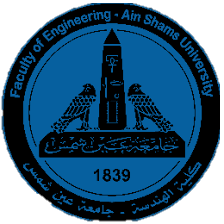 Faculty of Engineering - Ain Shams University
جامعة عين شمس
1839
كلية الهندسة - جامعة عين شمس